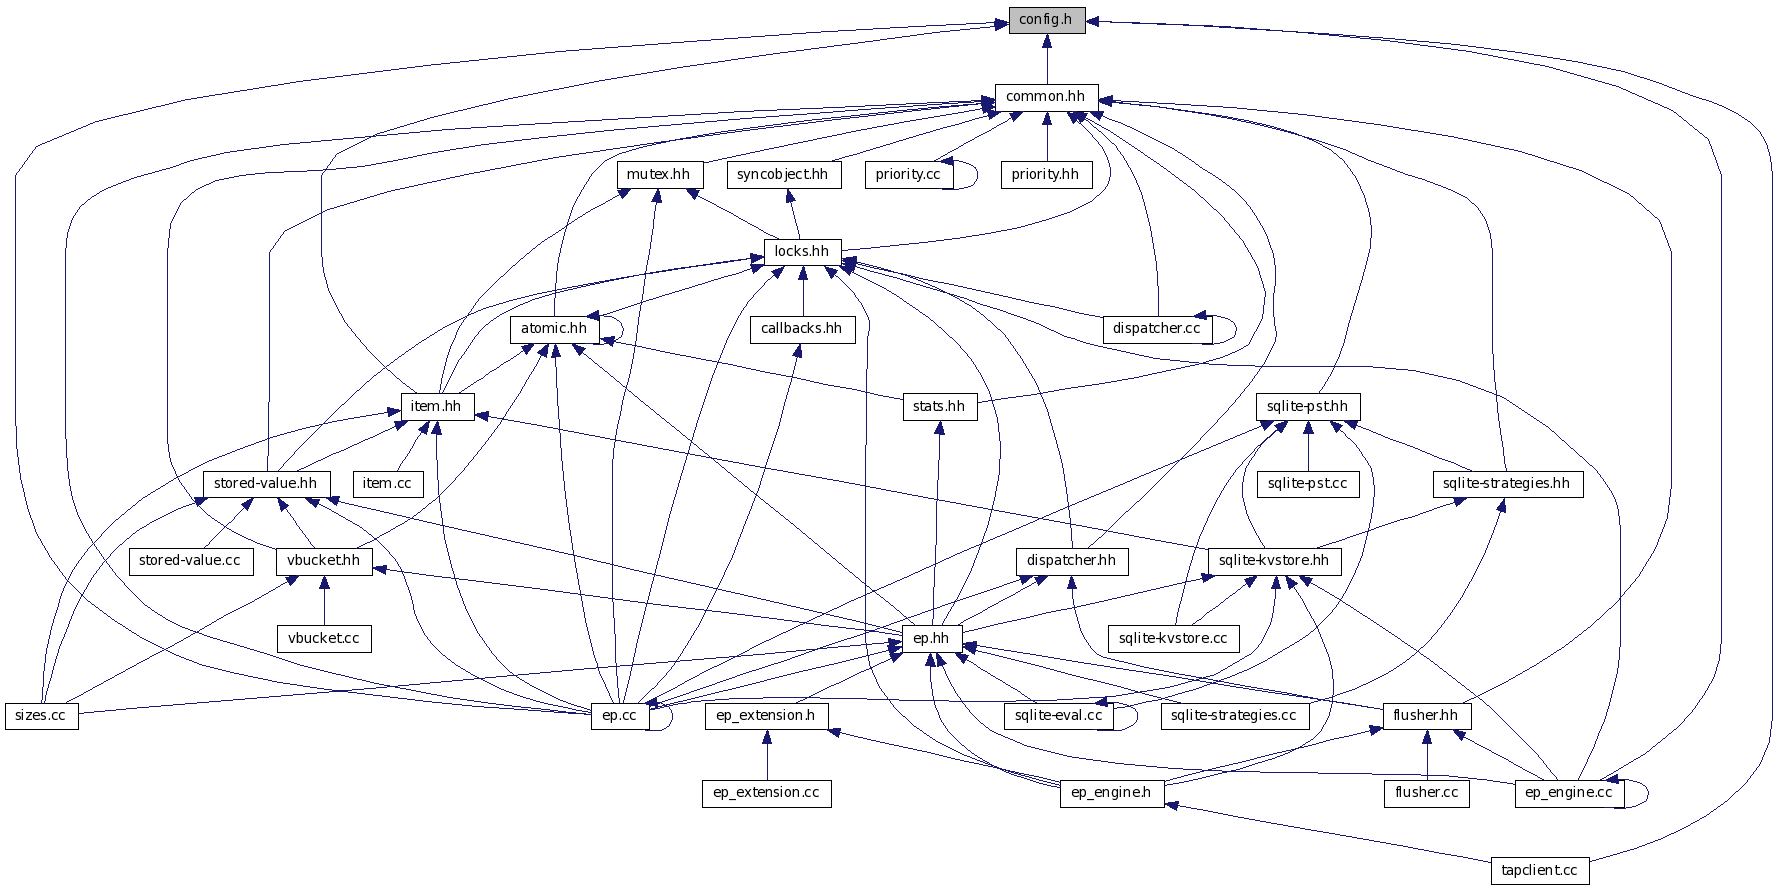 config.h
common.hh
mutex.hh
syncobject.hh
priority.cc
priority.hh
locks.hh
atomic.hh
callbacks.hh
dispatcher.cc
item.hh
stats.hh
sqlite-pst.hh
stored-value.hh
item.cc
sqlite-pst.cc
sqlite-strategies.hh
stored-value.cc
vbucket.hh
dispatcher.hh
sqlite-kvstore.hh
vbucket.cc
ep.hh
sqlite-kvstore.cc
sizes.cc
ep.cc
ep_extension.h
sqlite-eval.cc
sqlite-strategies.cc
flusher.hh
ep_extension.cc
ep_engine.h
flusher.cc
ep_engine.cc
tapclient.cc